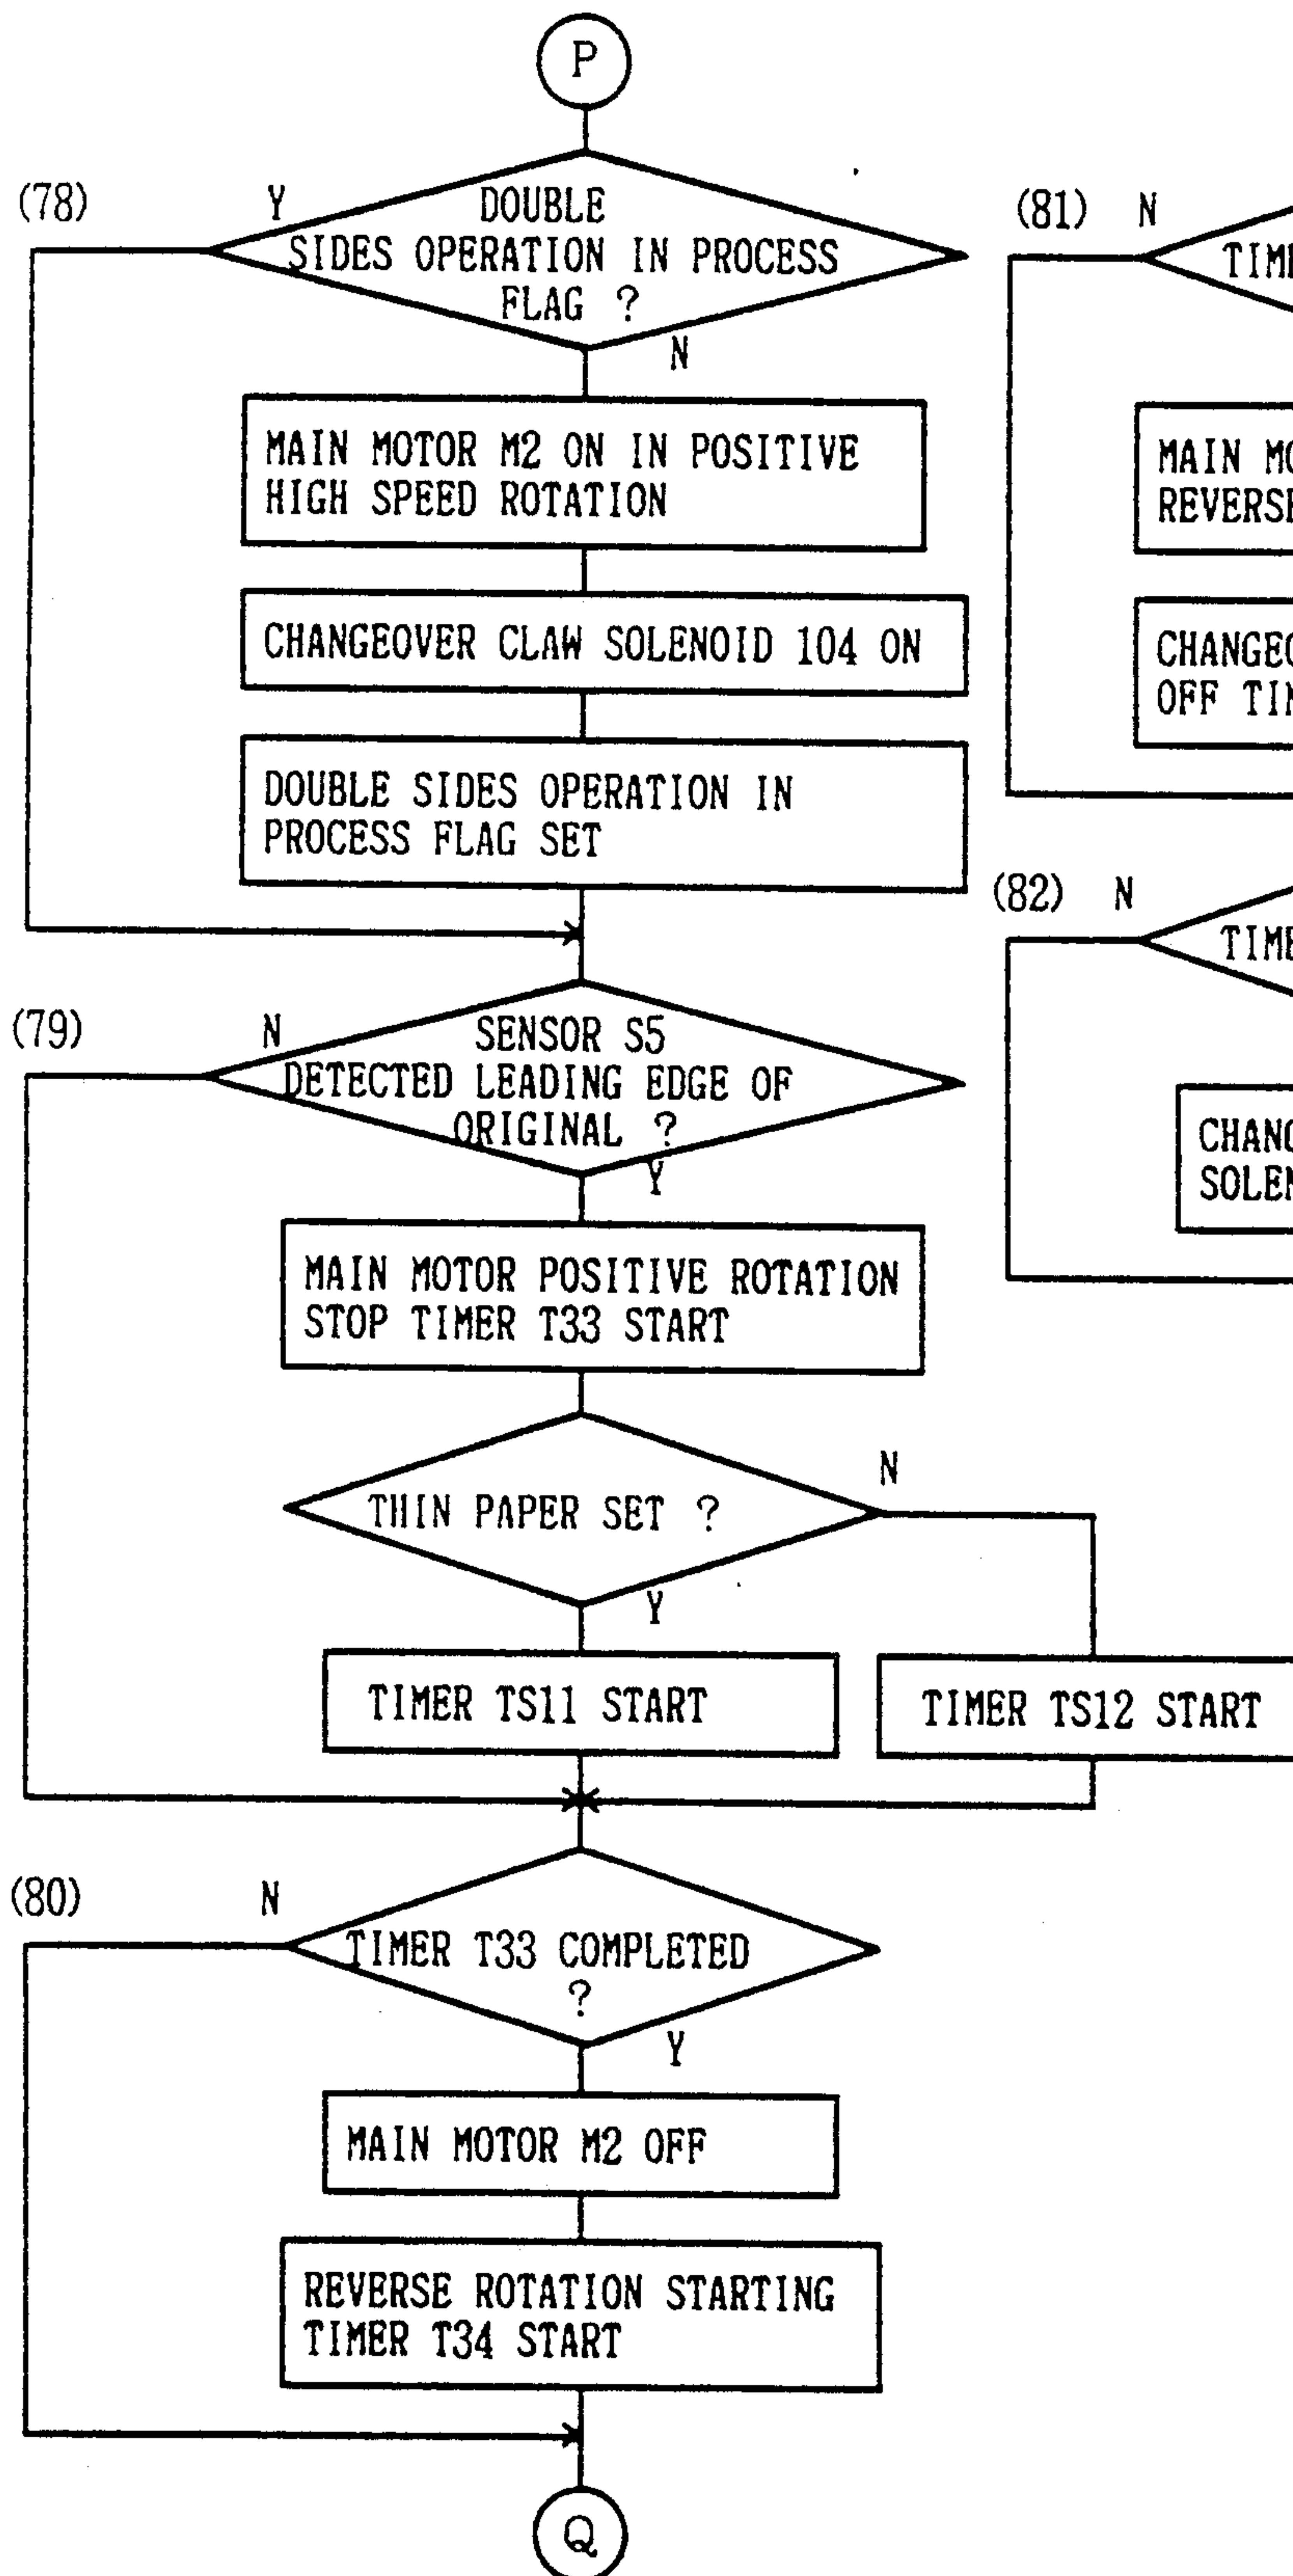 P
(78) Y
DOUBLE
SIDES OPERATION IN PROCESS
FLAG ?
N
MAIN MOTOR M2 ON IN POSITIVE
HIGH SPEED ROTATION
CHANGEOVER CLAW SOLENOID 104 ON
DOUBLE SIDES OPERATION IN
PROCESS FLAG SET
(79) N
SENSOR S5
DETECTED LEADING EDGE OF
ORIGINAL ?
Y
MAIN MOTOR POSITIVE ROTATION
STOP TIMER T33 START
THIN PAPER SET ?
N
Y
TIMER TS11 START
TIMER TS12 START
(80) N
TIMER T33 COMPLETED
?
Y
MAIN MOTOR M2 OFF
REVERSE ROTATION STARTING
TIMER T34 START
Q
(81) N
MAIN
(82) N